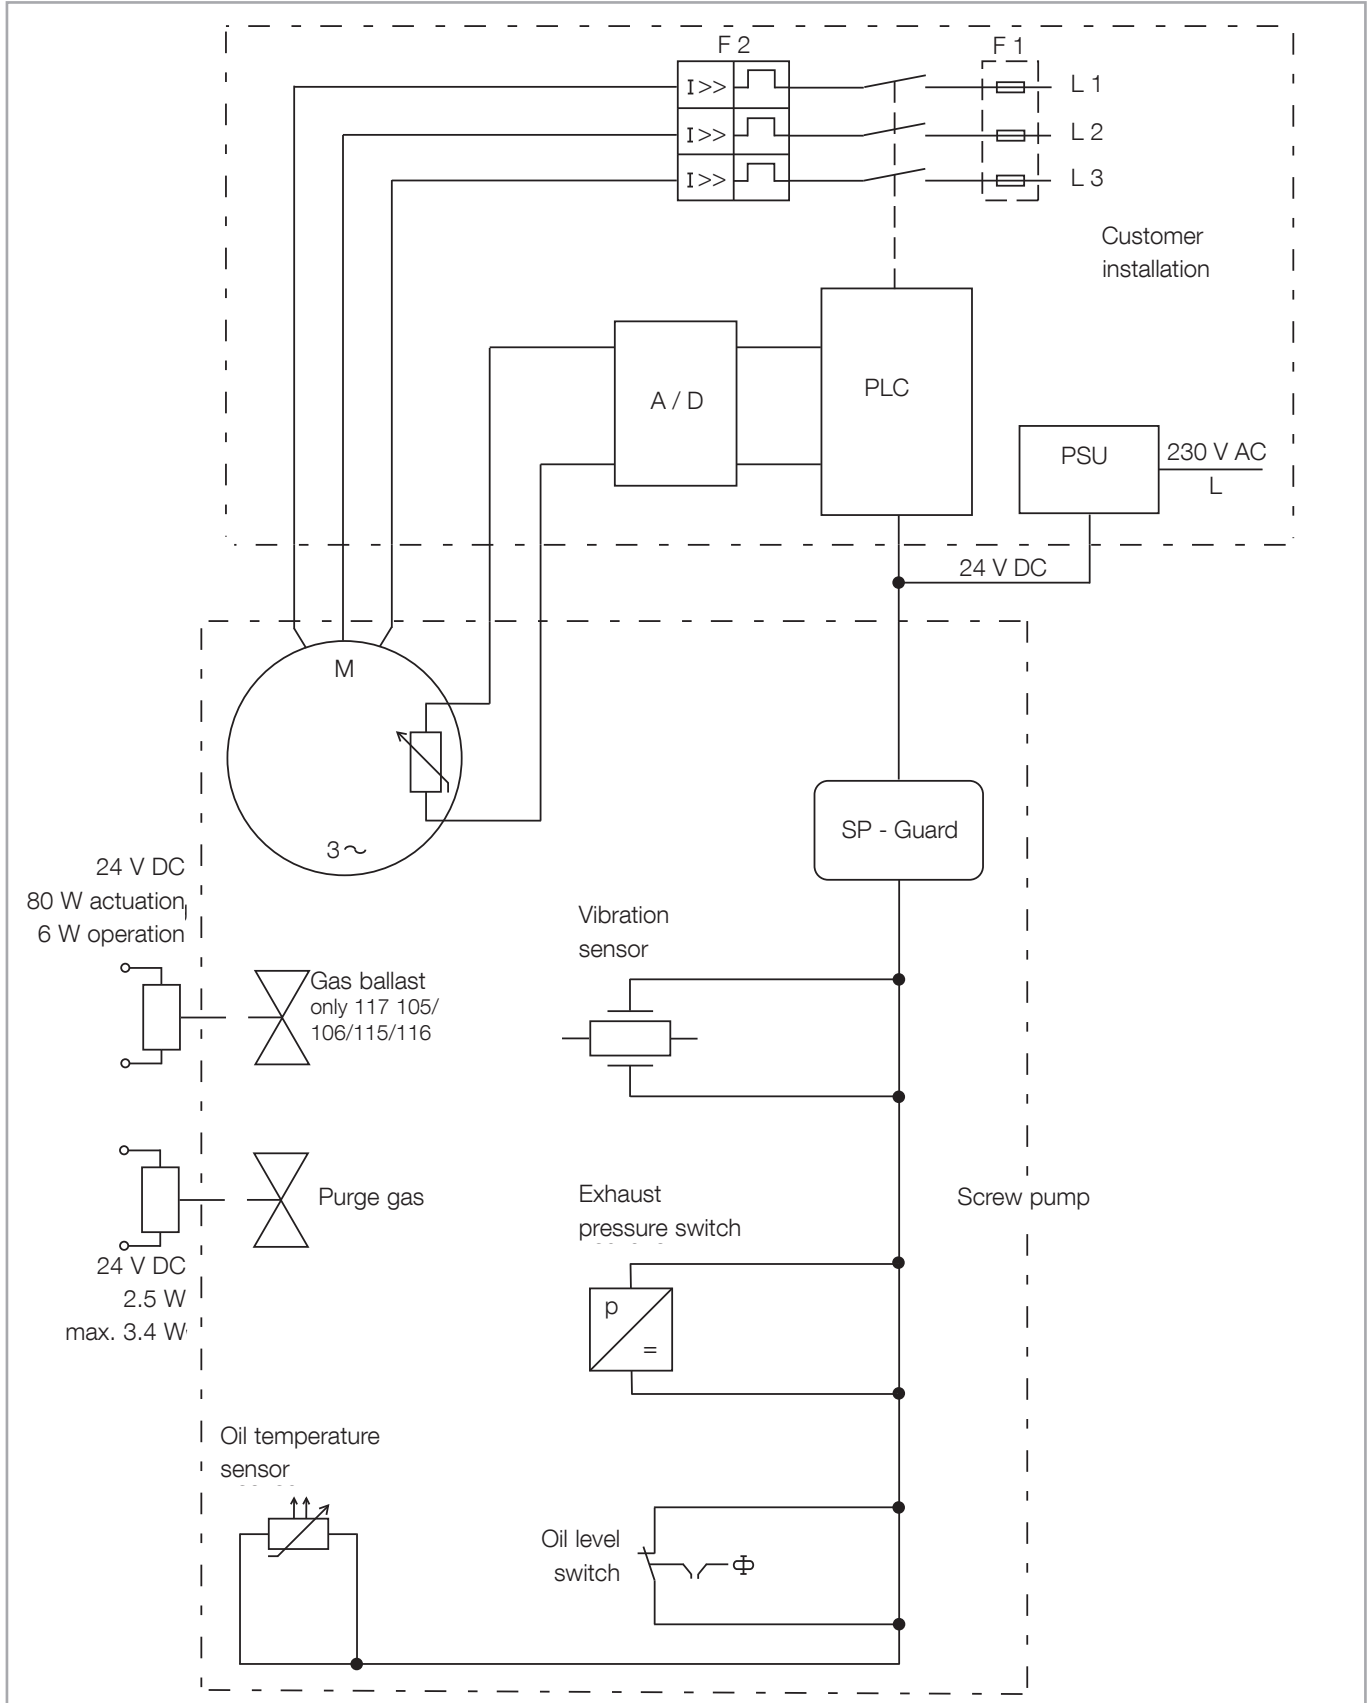 F 2
F 1
I >>
L 1
I >>
L 2
I >>
L 3
Customer
installation
A / D
PLC
PSU
230 V AC
L
24 V DC
M
3~
SP - Guard
24 V DC
80 W actuation
6 W operation
Vibration
sensor
Gas ballast
only 117 105/
106/115/116
Purge gas
Exhaust
pressure switch
Screw pump
24 V DC
2.5 W
max. 3.4 W
p
=
Oil temperature
sensor
Oil level
switch